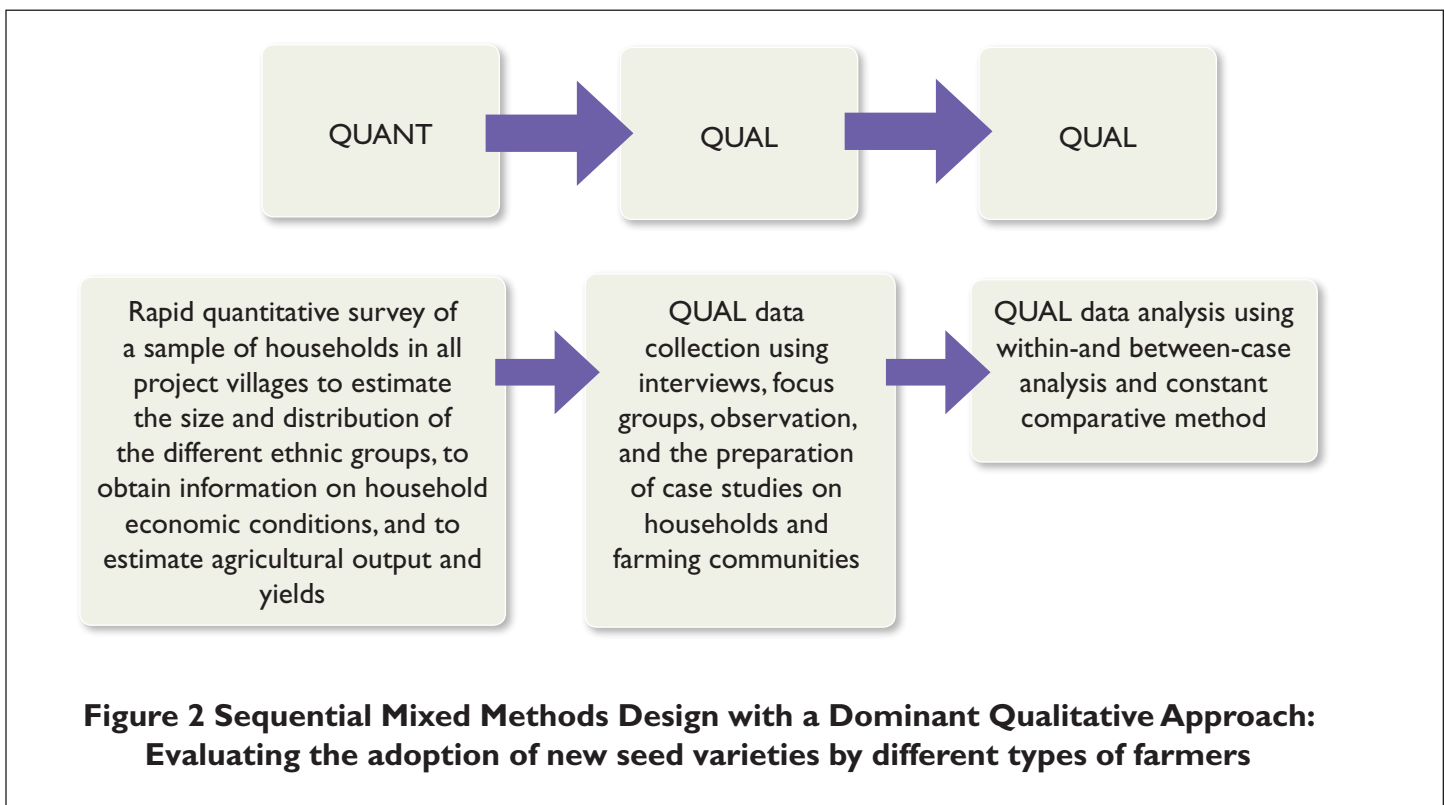 QUANT
QUAL
QUAL
Rapid quantitative survey of
a sample of households in all
project villages to estimate
the size and distribution of
the different ethnic groups, to
obtain information on household
economic conditions, and to
estimate agricultural output and
yields
QUAL data
collection using
interviews, focus
groups, observation,
and the preparation
of case studies on
households and
farming communities
QUAL data analysis using
within-and between-case
analysis and constant
comparative method
Figure 2 Sequential Mixed Methods Design with a Dominant Qualitative Approach:
Evaluating the adoption of new seed varieties by different types of farmers